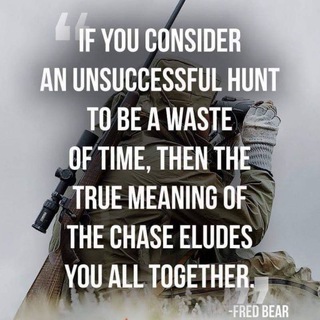 “
IF YOU CONSIDER
AN UNSUCCESSFUL HUNT
TO BE A WASTE
OF TIME, THEN THE
TRUE MEANING OF
THE CHASE ELUDES
YOU ALL TOGETHER.
”
-FRED BEAR